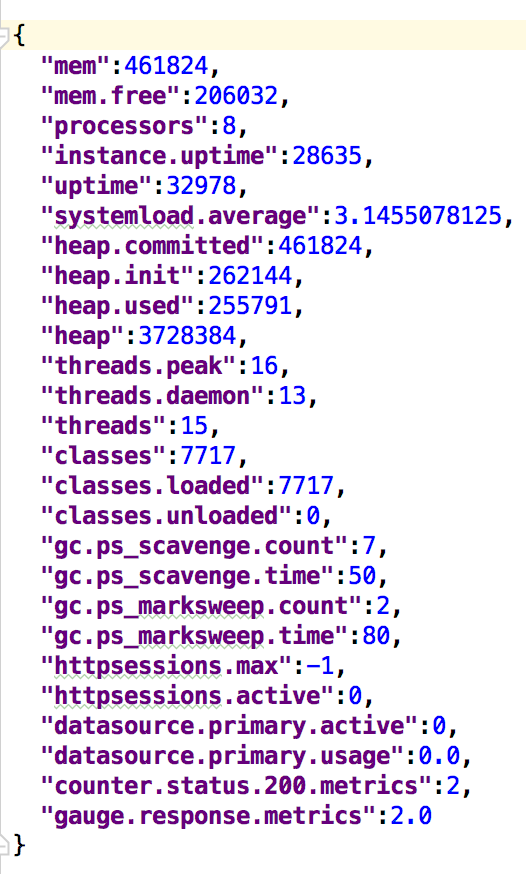 {
"mem":461824,
"mem.free":206032,
"processors":8,
"instance.uptime":28635,
"uptime":32978,
"systemload.average":3.1455078125,
"heap.committed":461824,
"heap.init":262144,
"heap.used":255791,
"heap":3728384,
"threads.peak":16,
"threads.daemon":13,
"threads":15,
"classes":7717,
"classes.loaded":7717,
"classes.unloaded":0,
"gc.ps_scavenge.count":7,
"gc.ps_scavenge.time":50,
"gc.ps_marksweep.count":2,
"gc.ps_marksweep.time":80,
"httpsessions.max":-1,
"httpsessions.active":0,
"datasource.primary.active":0,
"datasource.primary.usage":0.0,
"counter.status.200.metrics":2,
"gauge.response.metrics":2.0
}